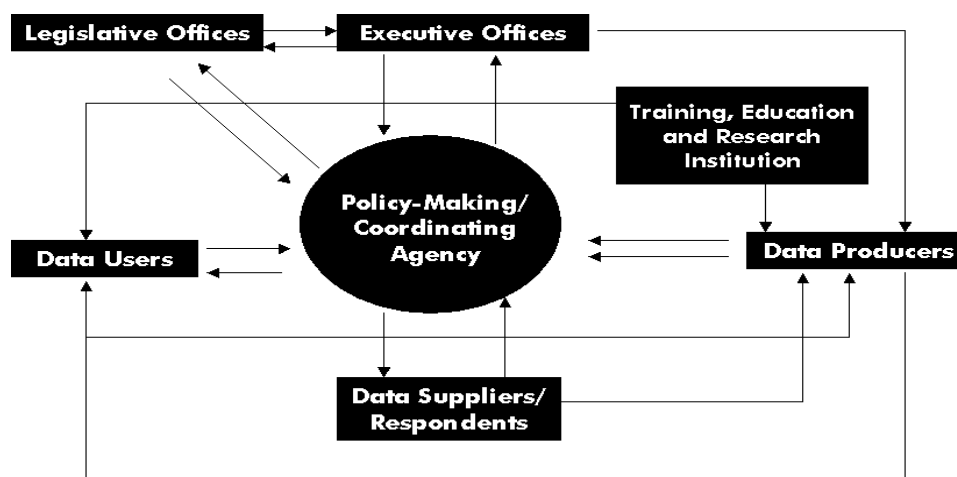 Legislative Offices
Executive Offices
Training, Education
and Research
Institution
Policy-Making/
Coordinating
Agency
Data Users
Data Producers
Data Suppliers/
Respondents